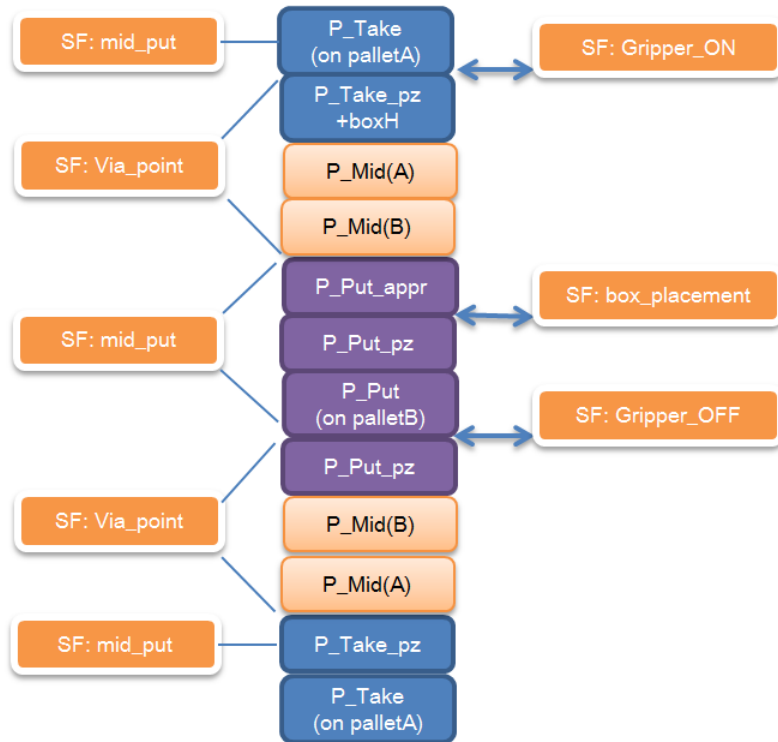 SF: mid_put
P_Take
(on palletA)
SF: Gripper_ON
P_Take_pz
+boxH
SF: Via_point
P_Mid(A)
P_Mid(B)
P_Put_appr
SF: box_placement
SF: mid_put
P_Put_pz
P_Put
(on palletB)
SF: Gripper_OFF
P_Put_pz
SF: Via_point
P_Mid(B)
P_Mid(A)
SF: mid_put
P_Take_pz
P_Take
(on palletA)